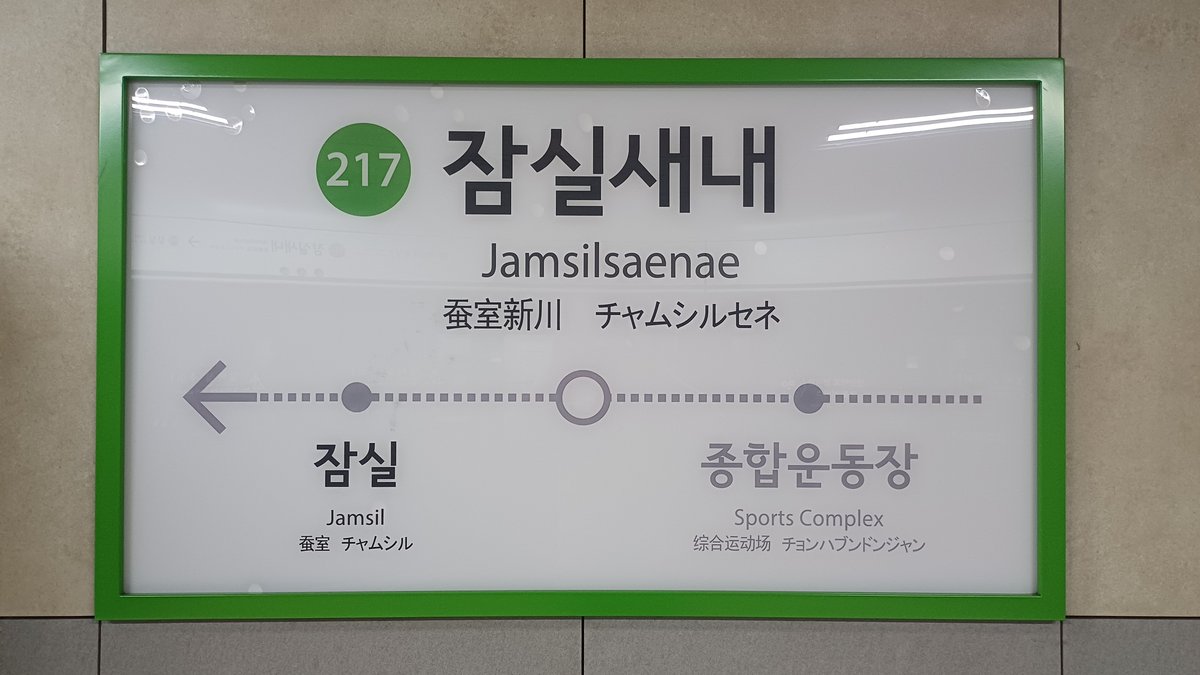 217 잠실새내
Jamsilsaenae
蚕室新川 チャムシルセネ
잠실
Jamsil
蚕室 チャムシル
종합운동장
Sports Complex
综合运动场 チョンハプンドンジャン